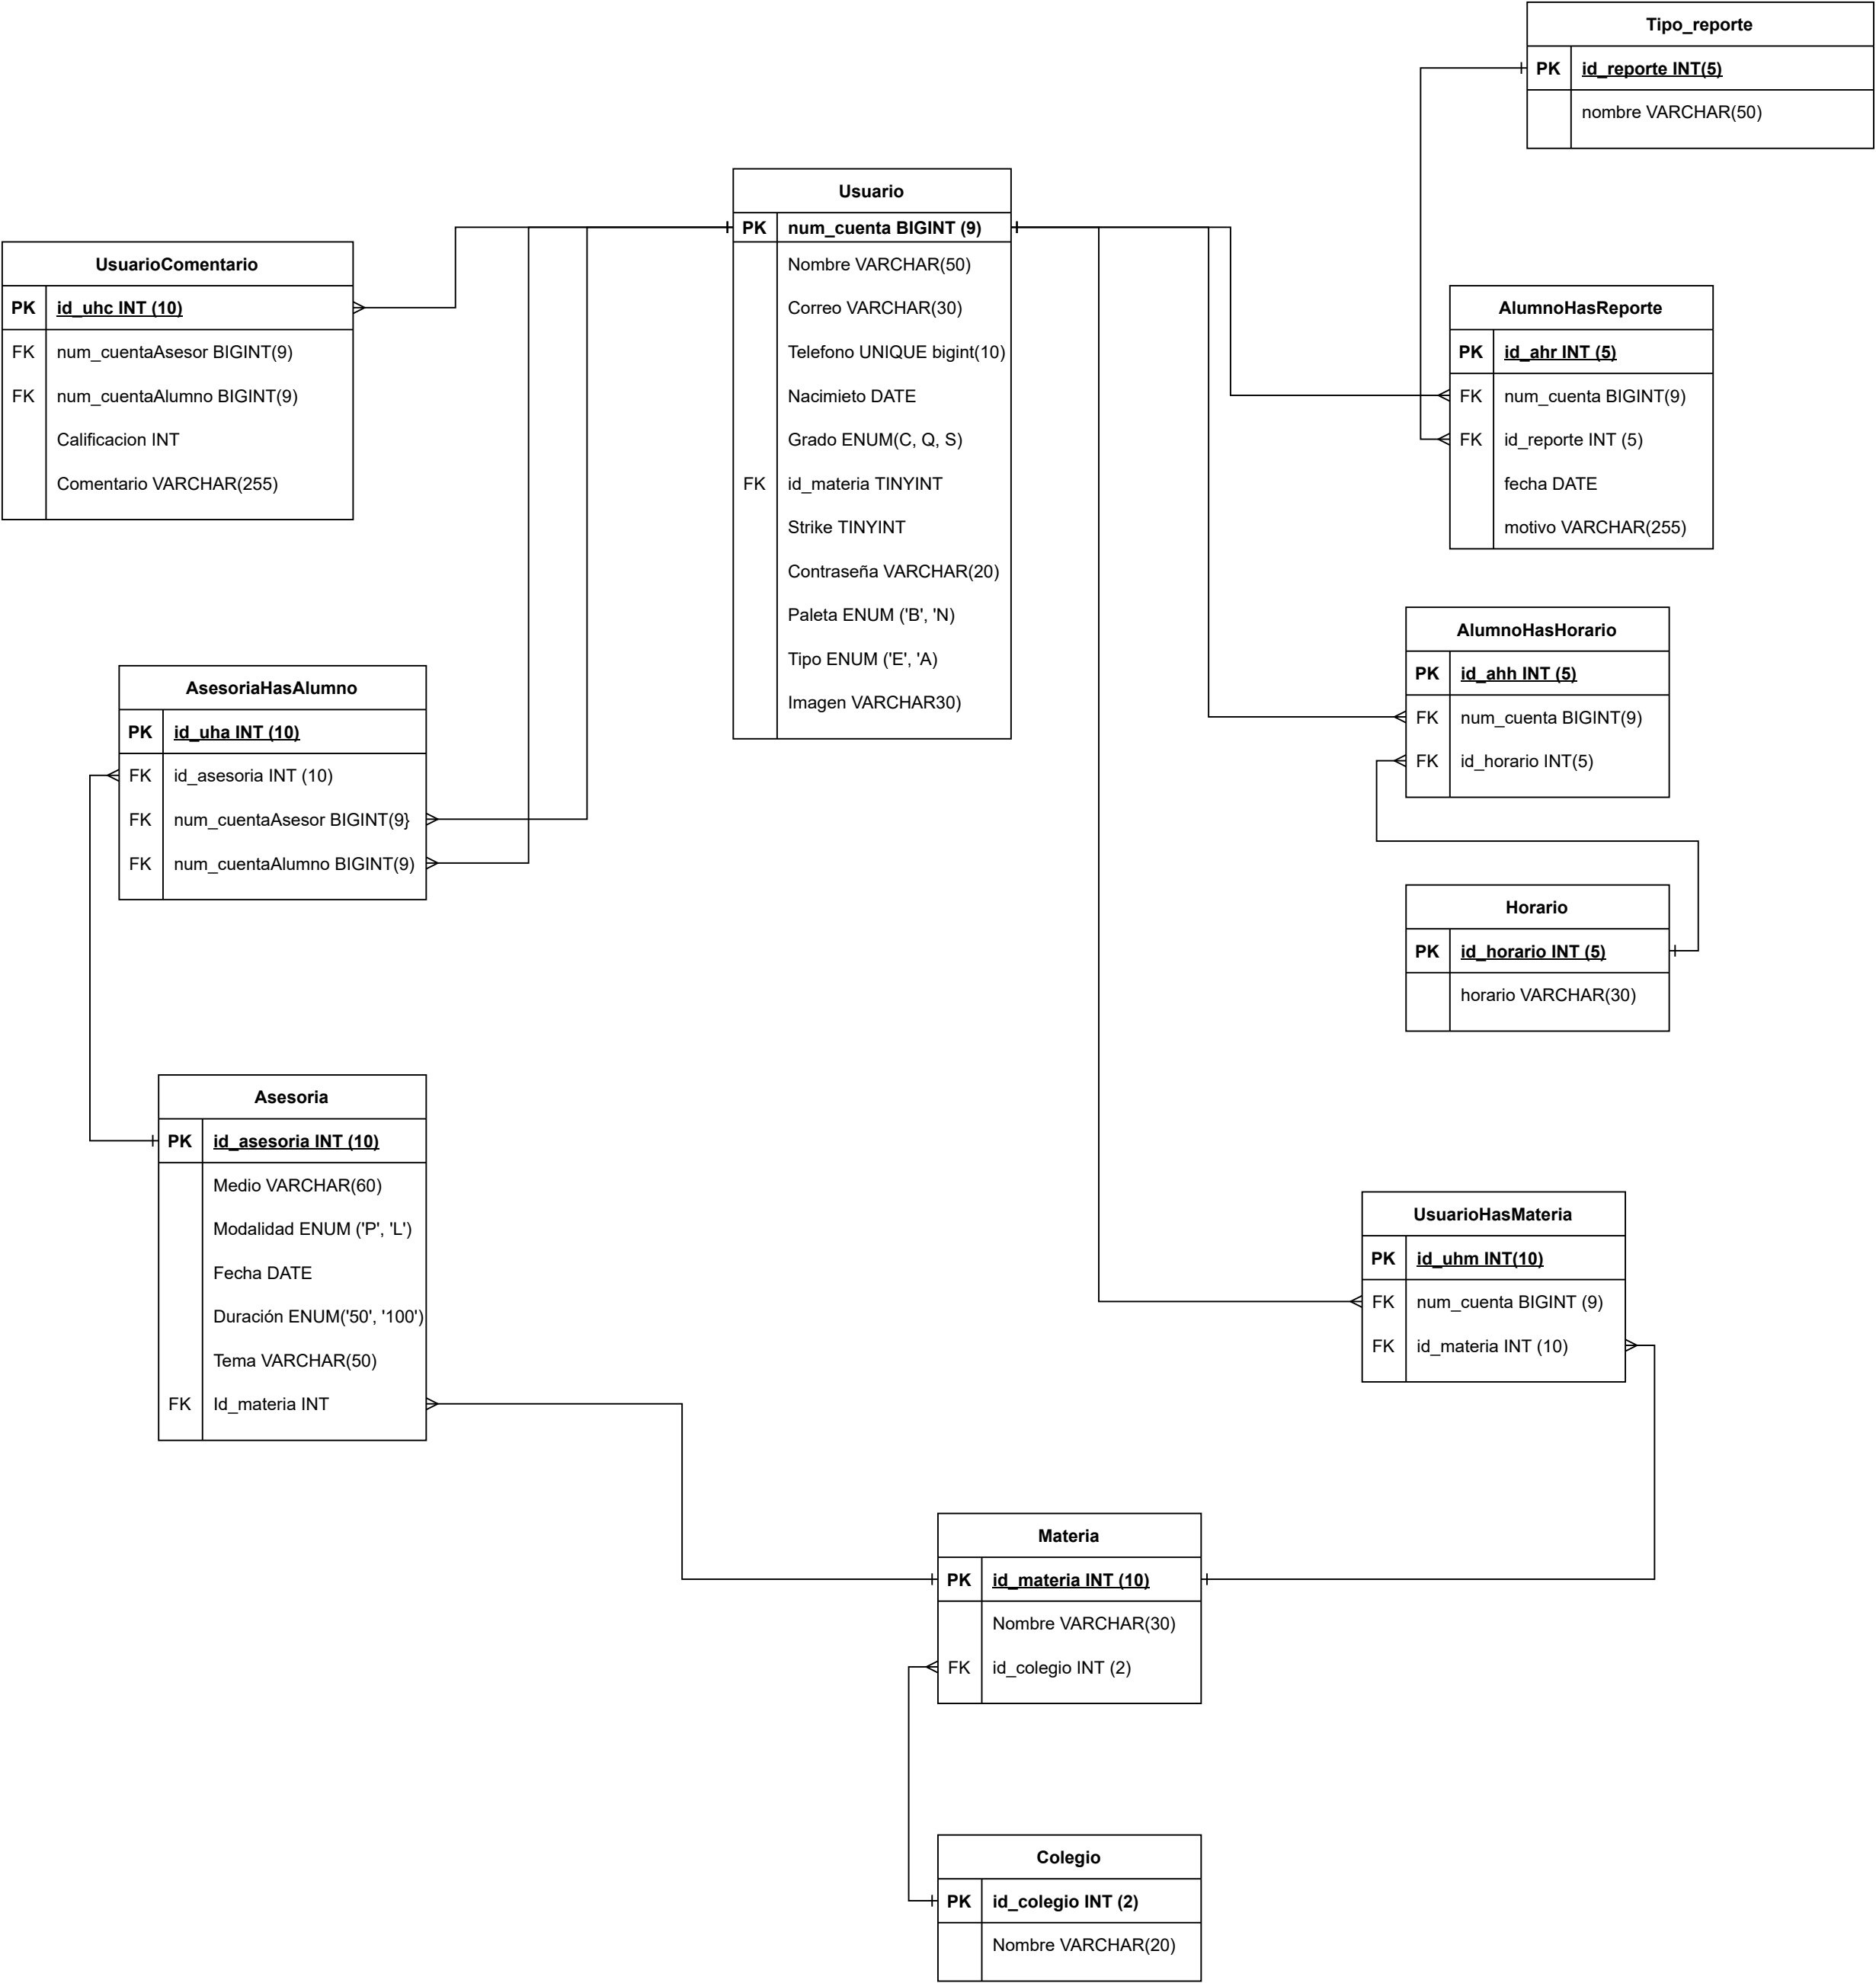 Tipo_reporte
PK id_reporte INT(5)
nombre VARCHAR(50)
Usuario
PK num_cuenta BIGINT (9)
Nombre VARCHAR(50)
Correo VARCHAR(30)
Telefono UNIQUE bigint(10)
Nacimieto DATE
Grado ENUM(C, Q, S)
FK id_materia TINYINT
Strike TINYINT
Contraseña VARCHAR(20)
Paleta ENUM ('B', 'N)
Tipo ENUM ('E', 'A)
Imagen VARCHAR30)
UsuarioComentario
PK id_uhc INT (10)
FK num_cuentaAsesor BIGINT(9)
FK num_cuentaAlumno BIGINT(9)
Calificacion INT
Comentario VARCHAR(255)
AlumnoHasReporte
PK id_ahr INT (5)
FK num_cuenta BIGINT(9)
FK id_reporte INT (5)
fecha DATE
motivo VARCHAR(255)
AlumnoHasHorario
PK id_ahh INT (5)
FK num_cuenta BIGINT(9)
FK id_horario INT(5)
AsesoriaHasAlumno
PK id_uha INT (10)
FK id_asesoria INT (10)
FK num_cuentaAsesor BIGINT(9}
FK num_cuentaAlumno BIGINT(9)
Horario
PK id_horario INT (5)
horario VARCHAR(30)
Asesoria
PK id_asesoria INT (10)
Medio VARCHAR(60)
Modalidad ENUM ('P', 'L')
Fecha DATE
Duración ENUM('50', '100')
Tema VARCHAR(50)
FK Id_materia INT
UsuarioHasMateria
PK id_uhm INT(10)
FK num_cuenta BIGINT (9)
FK id_materia INT (10)
Materia
PK id_materia INT (10)
Nombre VARCHAR(30)
FK id_colegio INT (2)
Colegio
PK id_colegio INT (2)
Nombre VARCHAR(20)